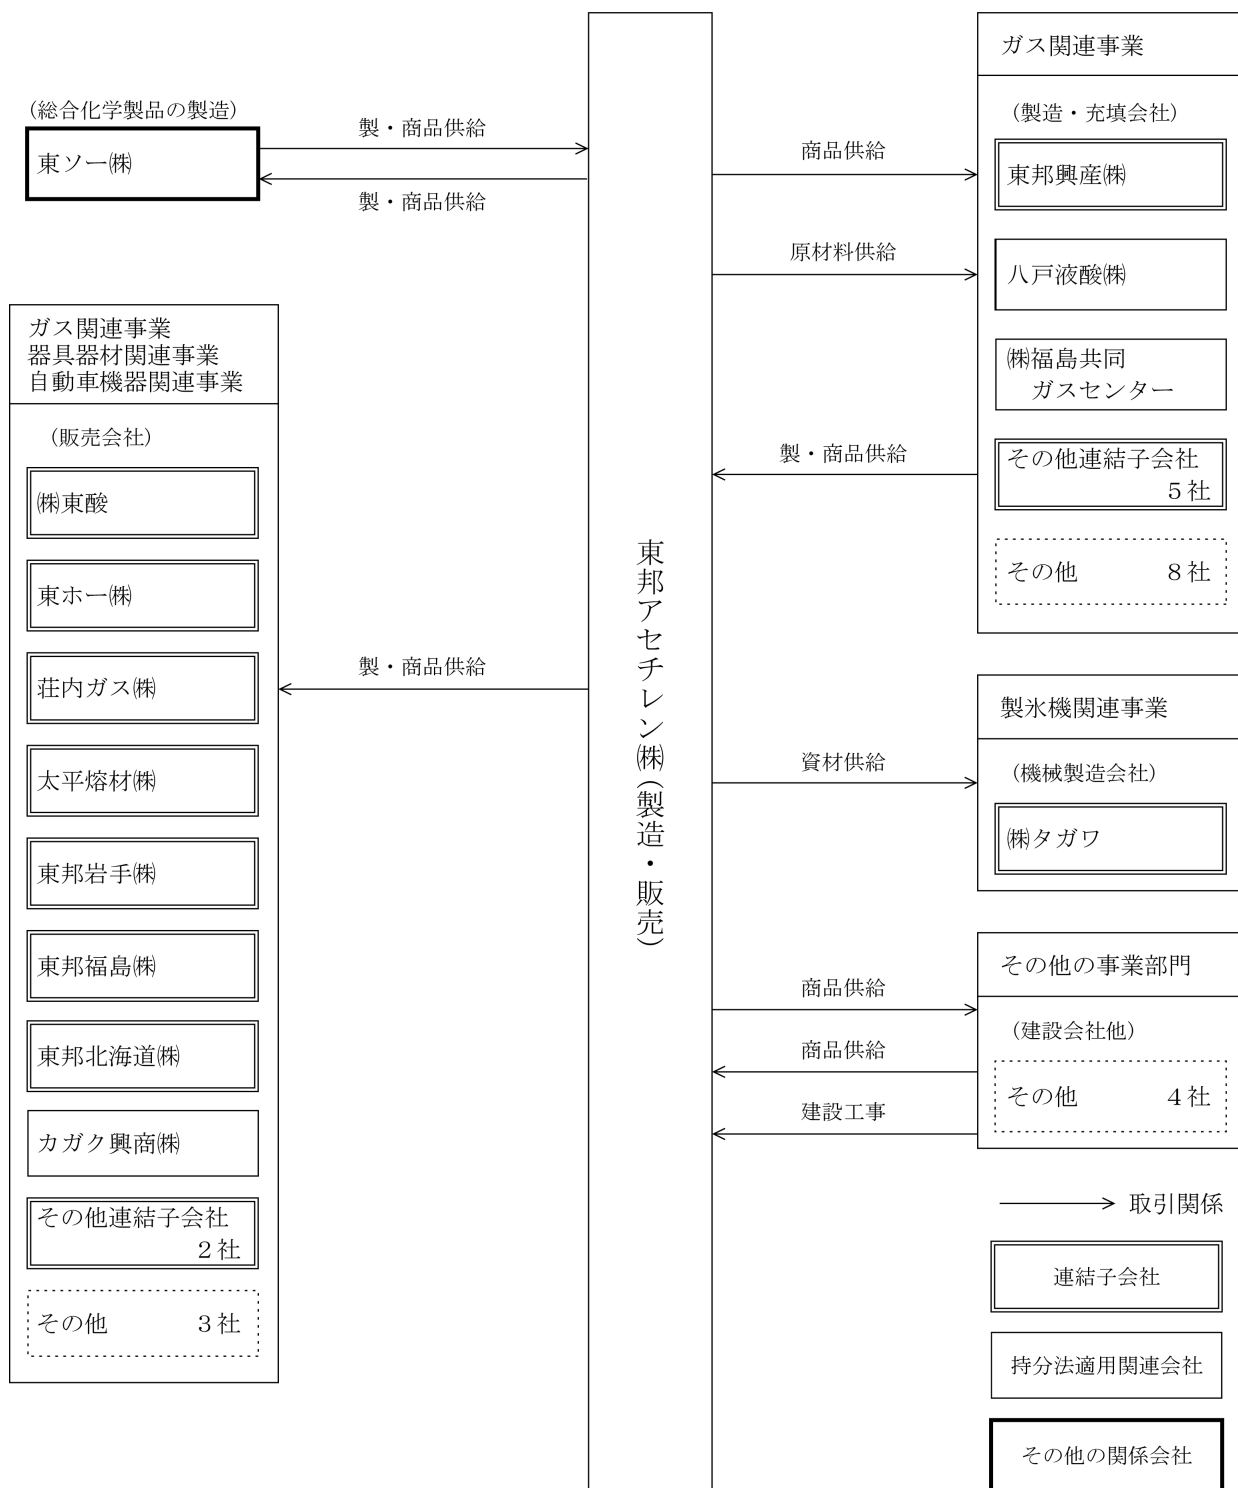 (総合化学製品の製造)
東ソー㈱
製・商品供給
製・商品供給
ガス関連事業
器具器材関連事業
自動車機器関連事業
(販売会社)
㈱東酸
東ホー㈱
荘内ガス㈱
太平熔材㈱
東邦岩手㈱
東邦福島㈱
東邦北海道㈱
カガク興商㈱
その他連結子会社
2社
その他 3社
製・商品供給
東邦アセチレン㈱(製造・販売)
商品供給
原材料供給
製・商品供給
資材供給
商品供給
商品供給
建設工事
ガス関連事業
(製造・充填会社)
東邦興産㈱
八戸液酸㈱
㈱福島共同
ガスセンター
その他連結子会社
5社
その他 8社
製氷機関連事業
(機械製造会社)
㈱タガワ
その他の事業部門
(建設会社他)
その他 4社
取引関係
連結子会社
持分法適用関連会社
その他の関係会社